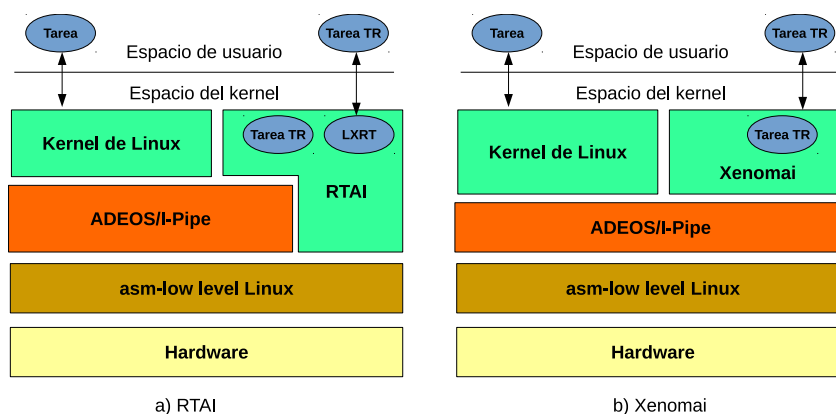 Tarea
Espacio de usuario
Tarea TR
Espacio del kernel
Kernel de Linux
Tarea TR
LXRT
RTAI
ADEOS/I-Pipe
asm-low level Linux
Hardware
a) RTAI
Tarea
Espacio de usuario
Tarea TR
Espacio del kernel
Kernel de Linux
Tarea TR
Xenomai
ADEOS/I-Pipe
asm-low level Linux
Hardware
b) Xenomai